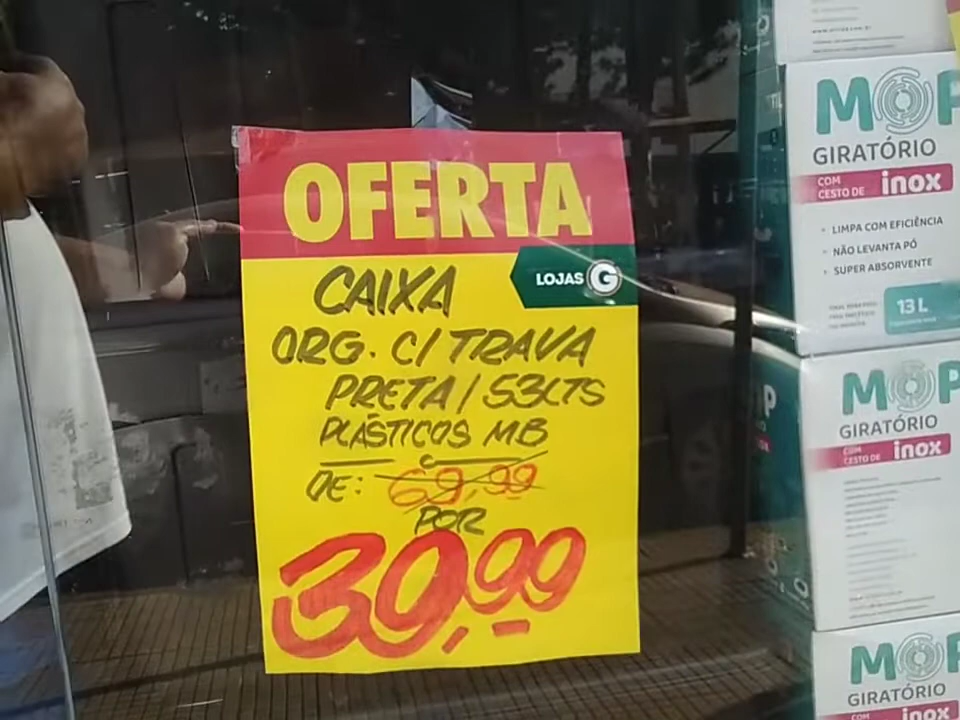 OFERTA
LOJAS G
CAIXA
ORG. C/ TRAVA
PRETA / 53LTS
PLÁSTICOS MB
DE: 69,99
POR
39,99
MOP
GIRATÓRIO
COM
CESTO DE inox
• LIMPA COM EFICIÊNCIA
• NÃO LEVANTA PÓ
• SUPER ABSORVENTE
13 L
MOP
GIRATÓRIO
COM
CESTO DE inox
MOP
GIRATÓRIO
COM
inox